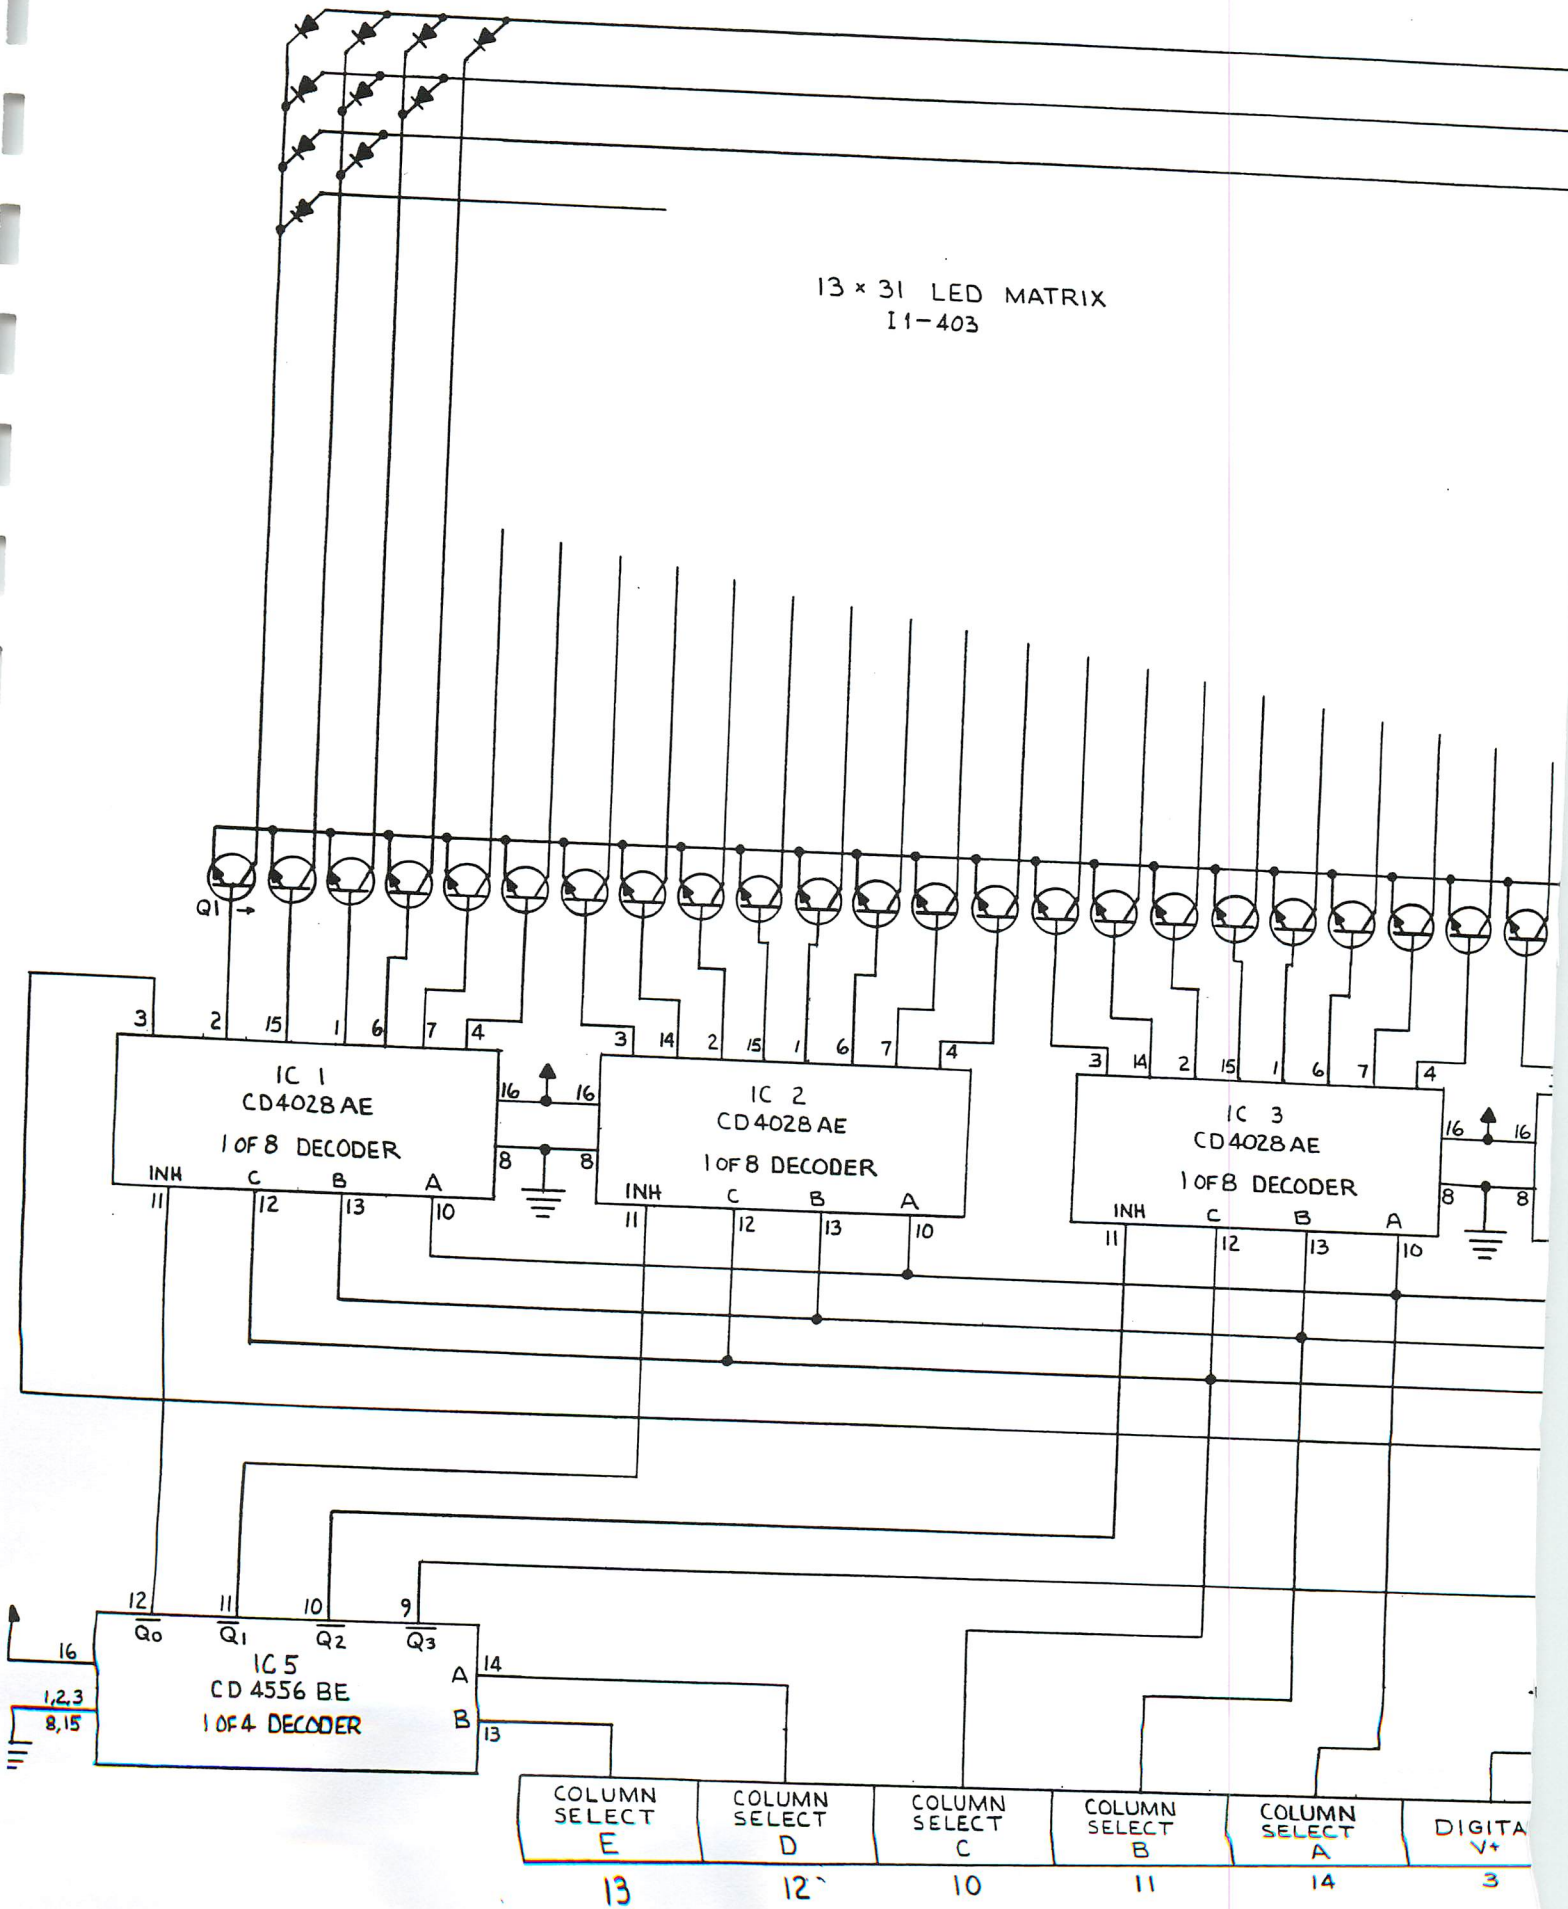 13 × 31 LED MATRIX
I1-403
Q1 →
3 2 15 1 6 7 4
3 14 2 15 1 6 7 4
3 14 2 15 1 6 7 4
IC 1
CD4028AE
1 OF 8 DECODER
INH C B A
11 12 13 10
16 16
8 8
IC 2
CD4028AE
1 OF 8 DECODER
INH C B A
11 12 13 10
IC 3
CD4028AE
1 OF 8 DECODER
INH C B A
11 12 13 10
16 16
8 8
12 11 10 9
Q0 Q1 Q2 Q3
16
1,2,3
8,15
IC5
CD 4556 BE
1 OF 4 DECODER
A 14
B 13
COLUMN
SELECT
E
13
COLUMN
SELECT
D
12
COLUMN
SELECT
C
10
COLUMN
SELECT
B
11
COLUMN
SELECT
A
14
DIGITA
V+
3